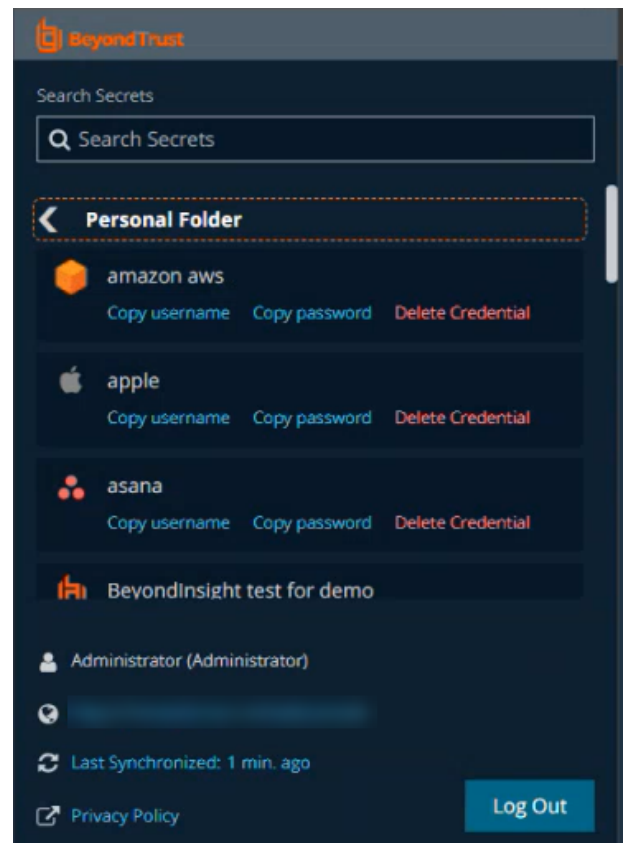 BeyondTrust
Search Secrets
Search Secrets
Personal Folder
amazon aws
Copy username Copy password Delete Credential
apple
Copy username Copy password Delete Credential
asana
Copy username Copy password Delete Credential
BeyondInsight test for demo
Administrator (Administrator)
Last Synchronized: 1 min. ago
Privacy Policy
Log Out